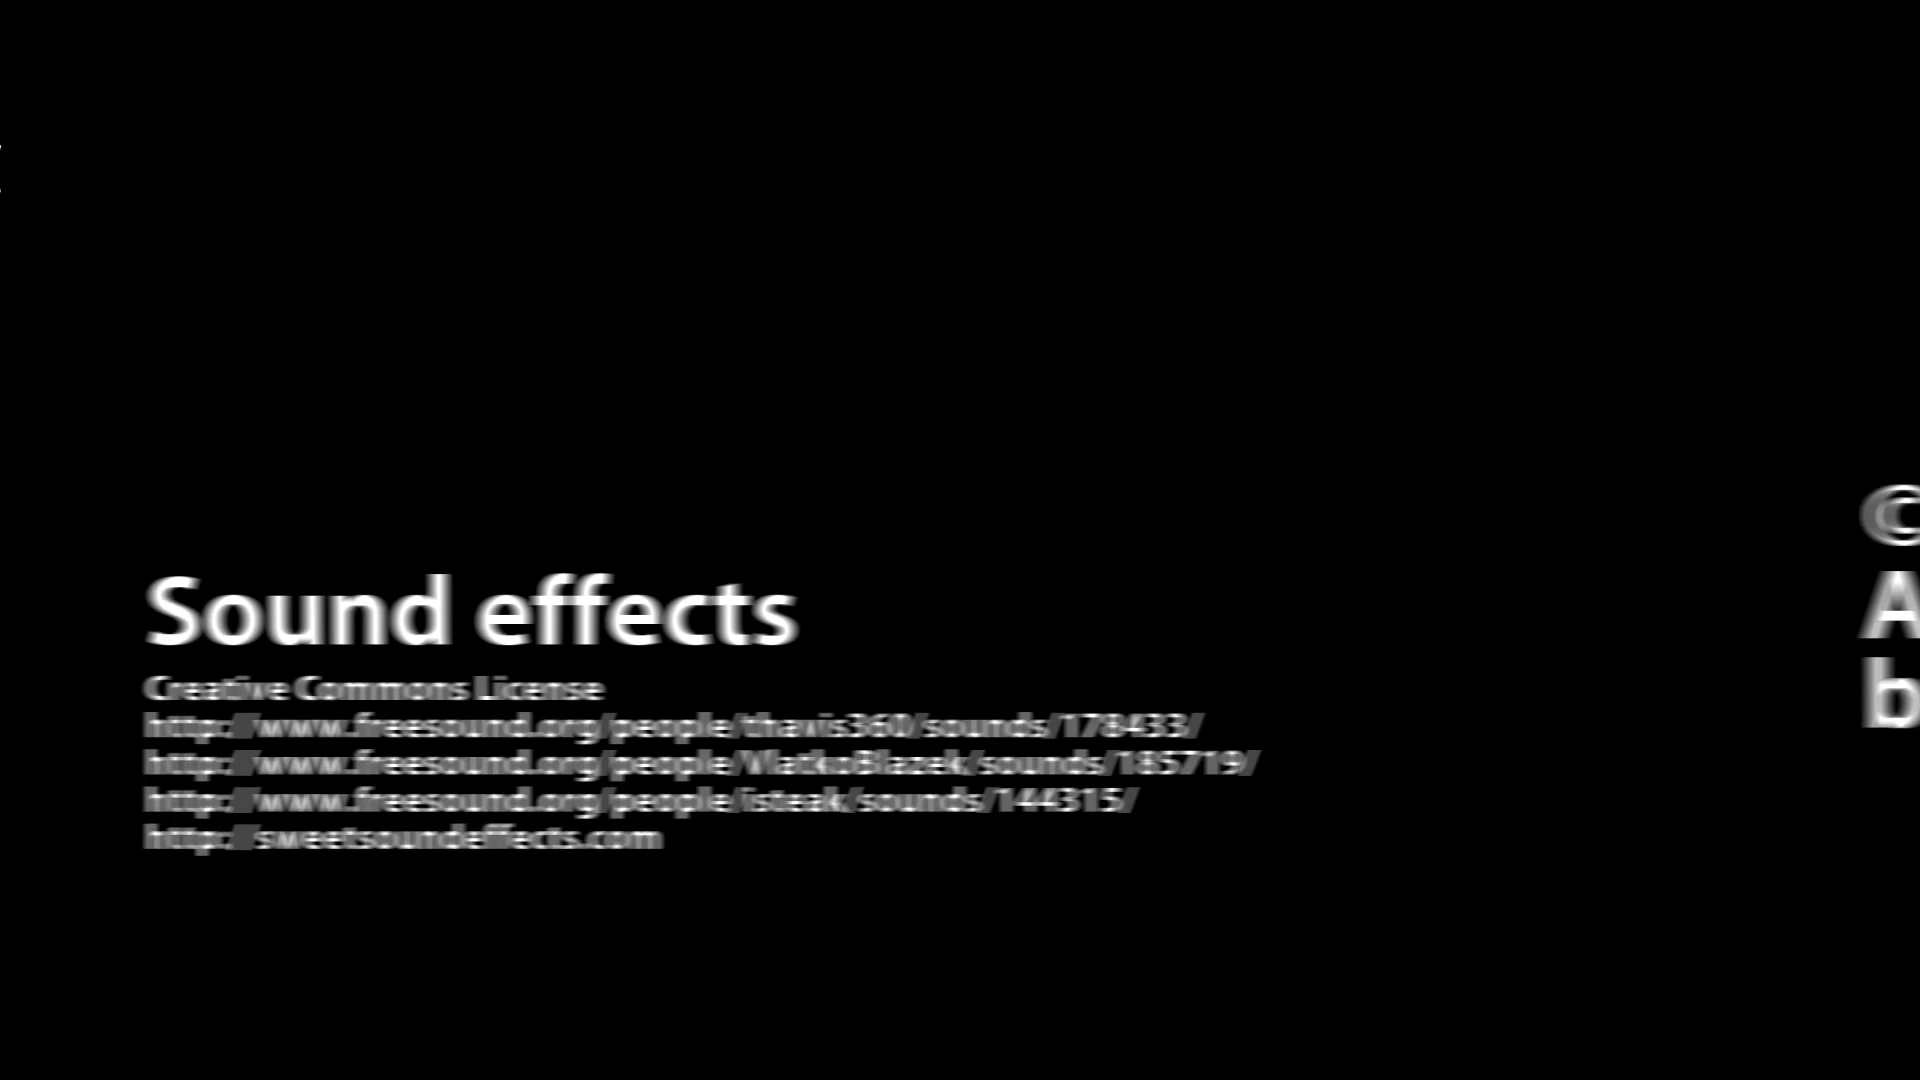 Sound effects
Creative Commons License
http://www.freesound.org/people/thavis360/sounds/178433/
http://www.freesound.org/people/VlatkoBlazek/sounds/185719/
http://www.freesound.org/people/isteak/sounds/144315/
http://sweetsoundeffects.com
©
A
b